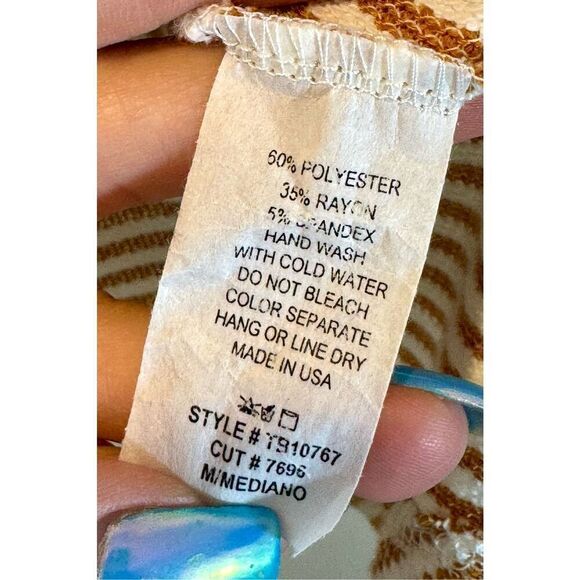 60% POLYESTER
35% RAYON
5% SPANDEX
HAND WASH
WITH COLD WATER
DO NOT BLEACH
COLOR SEPARATE
HANG OR LINE DRY
MADE IN USA
STYLE # TB10767
CUT # 7696
M/MEDIANO